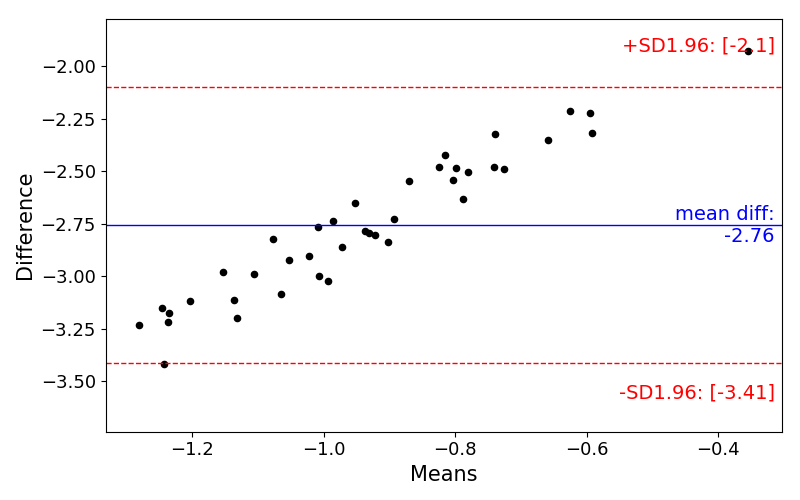 +SD1.96: [-2.1]
−2.00
−2.25
−2.50
−2.75
−3.00
−3.25
−3.50
Difference
mean diff:
-2.76
-SD1.96: [-3.41]
−1.2 −1.0 −0.8 −0.6 −0.4
Means